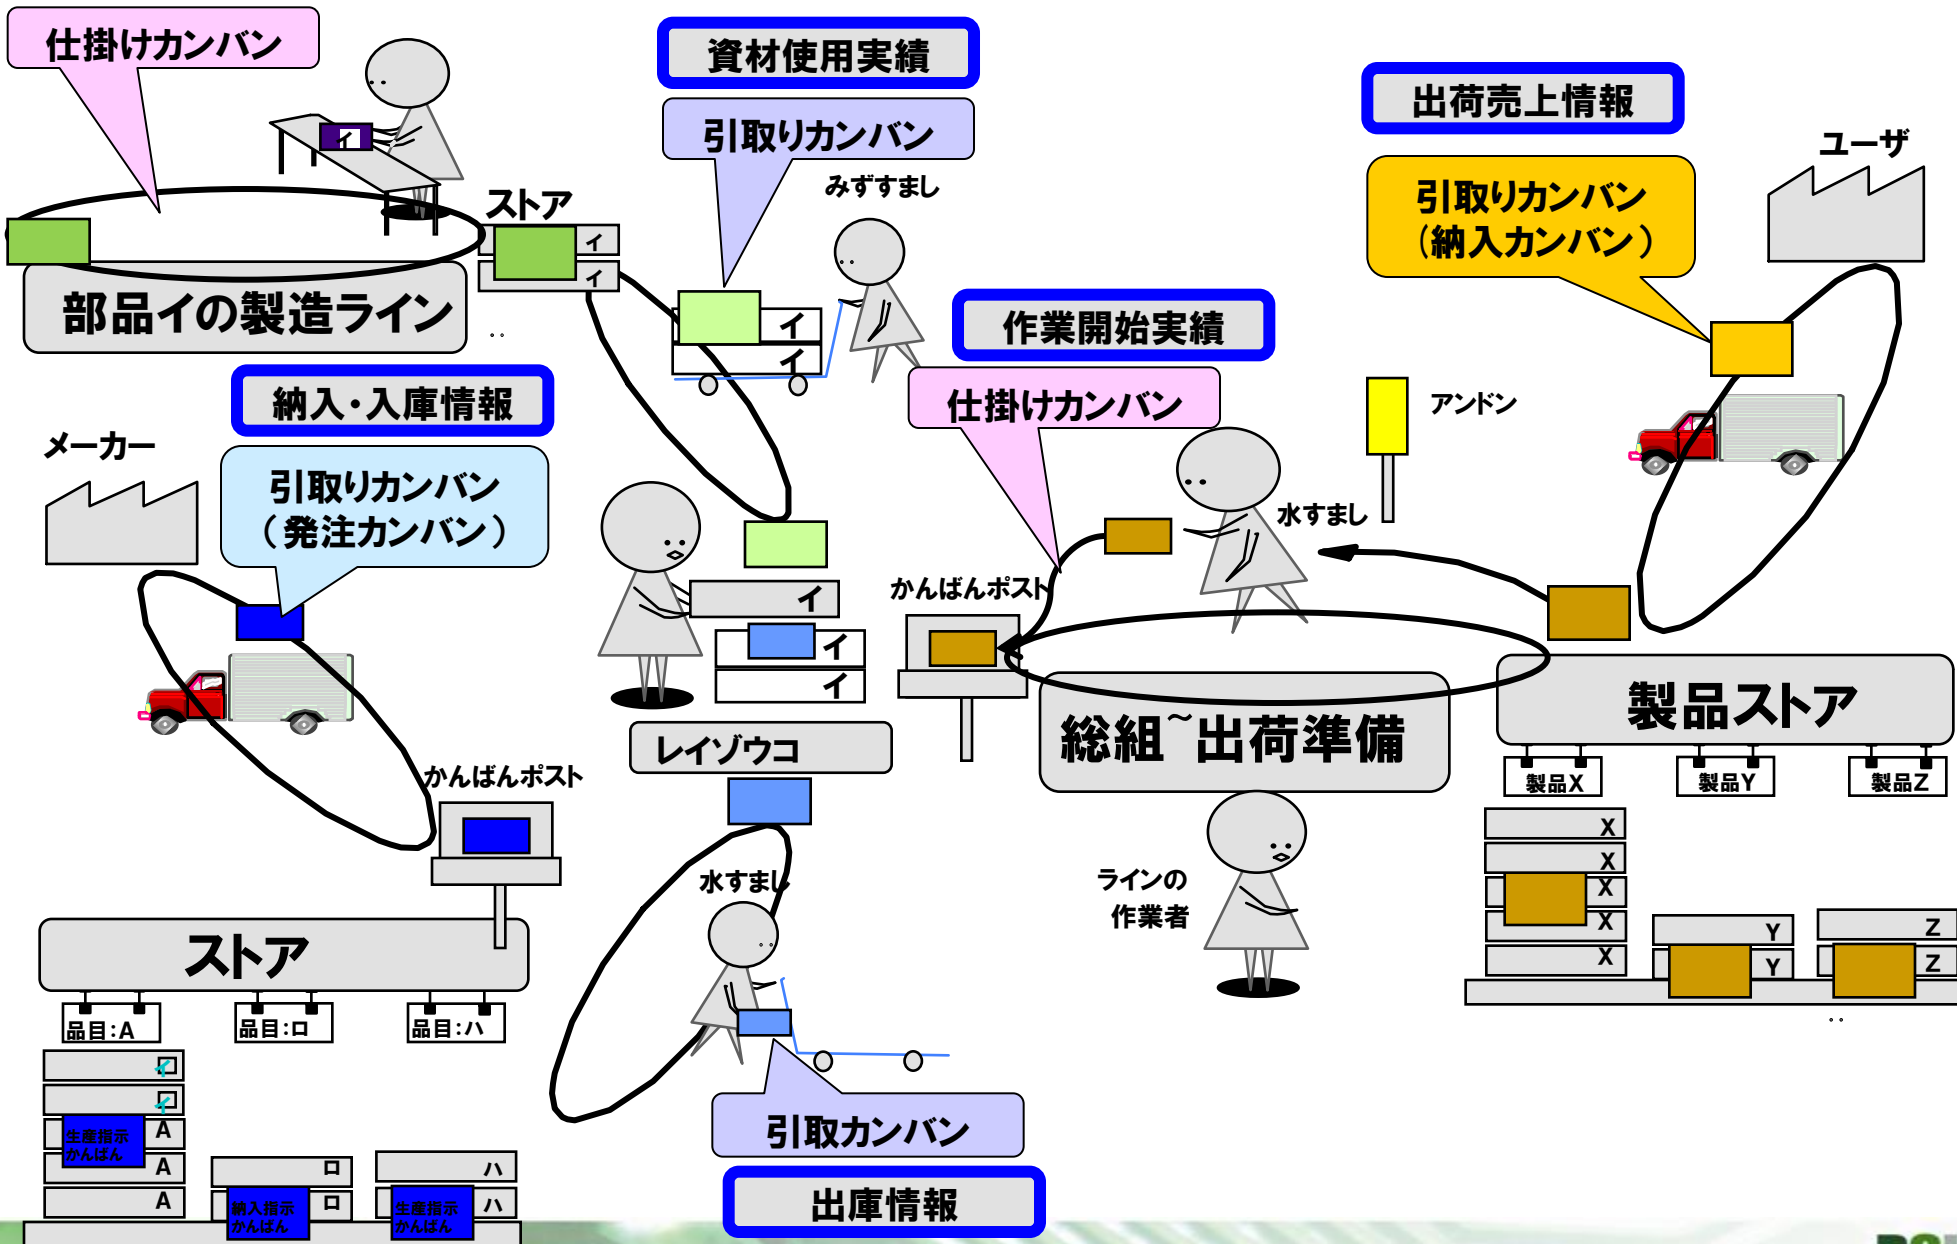 仕掛けカンバン
資材使用実績
出荷売上情報
引取りカンバン
ユーザ
みずすまし
引取りカンバン
（納入カンバン）
イ
ストア
イ
イ
部品イの製造ライン
イ
イ
作業開始実績
納入・入庫情報
仕掛けカンバン
アンドン
メーカー
引取りカンバン
（発注カンバン）
水すまし
かんばんポスト
イ
イ
イ
製品ストア
総組~出荷準備
レイゾウコ
かんばんポスト
製品X
製品Y
製品Z
X
X
X
X
X
Y
Y
Z
Z
水すまし
ラインの
作業者
ストア
品目:A
品目:ロ
品目:ハ
A
A
A
生産指示
かんばん
ロ
ロ
納入指示
かんばん
ハ
ハ
生産指示
かんばん
引取カンバン
出庫情報